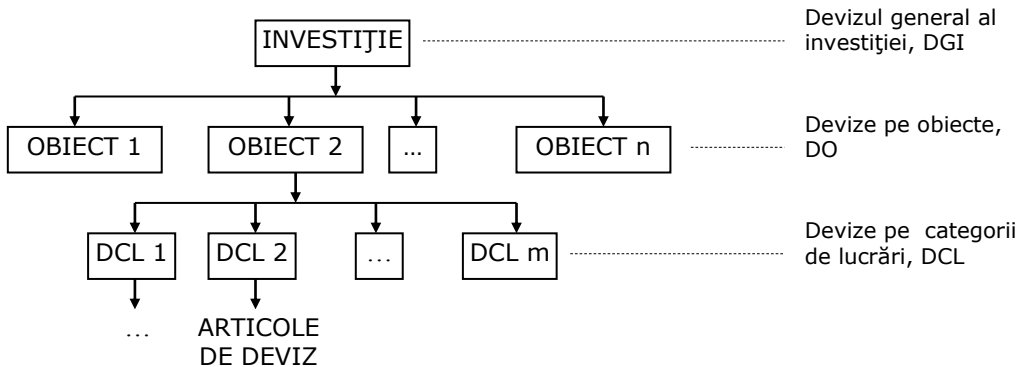 INVESTIŢIE
Devizul general al
investiţiei, DGI
OBIECT 1
OBIECT 2
...
OBIECT n
Devize pe obiecte,
DO
DCL 1
DCL 2
...
DCL m
Devize pe categorii
de lucrări, DCL
...
ARTICOLE
DE DEVIZ